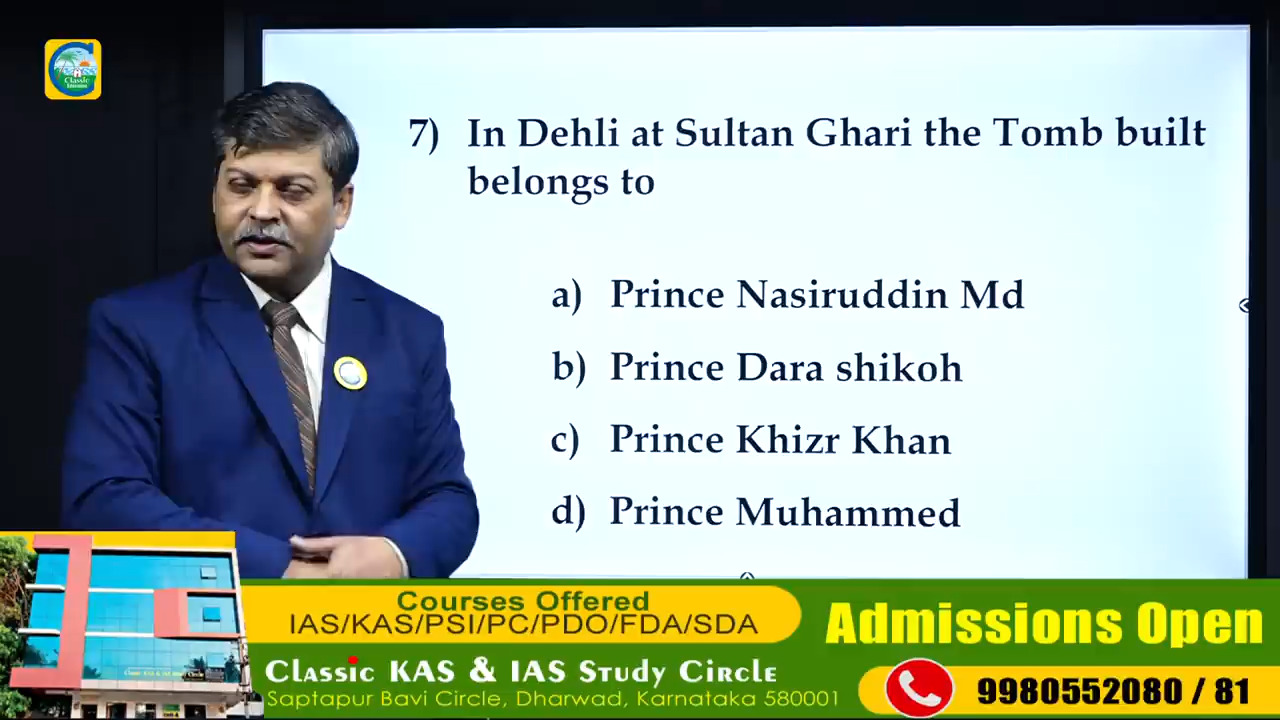 Classic
7) In Dehli at Sultan Ghari the Tomb built
belongs to
a) Prince Nasiruddin Md
b) Prince Dara shikoh
c) Prince Khizr Khan
d) Prince Muhammed
Courses Offered
IAS/KAS/PSI/PC/PDO/FDA/SDA
Classic KAS & IAS Study Circle
Saptapur Bavi Circle, Dharwad, Karnataka 580001
Admissions Open
9980552080 / 81